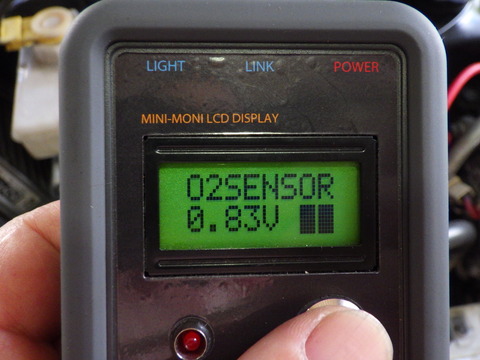 LIGHT LINK POWER
MINI-MONI LCD DISPLAY
O2SENSOR
0.83V